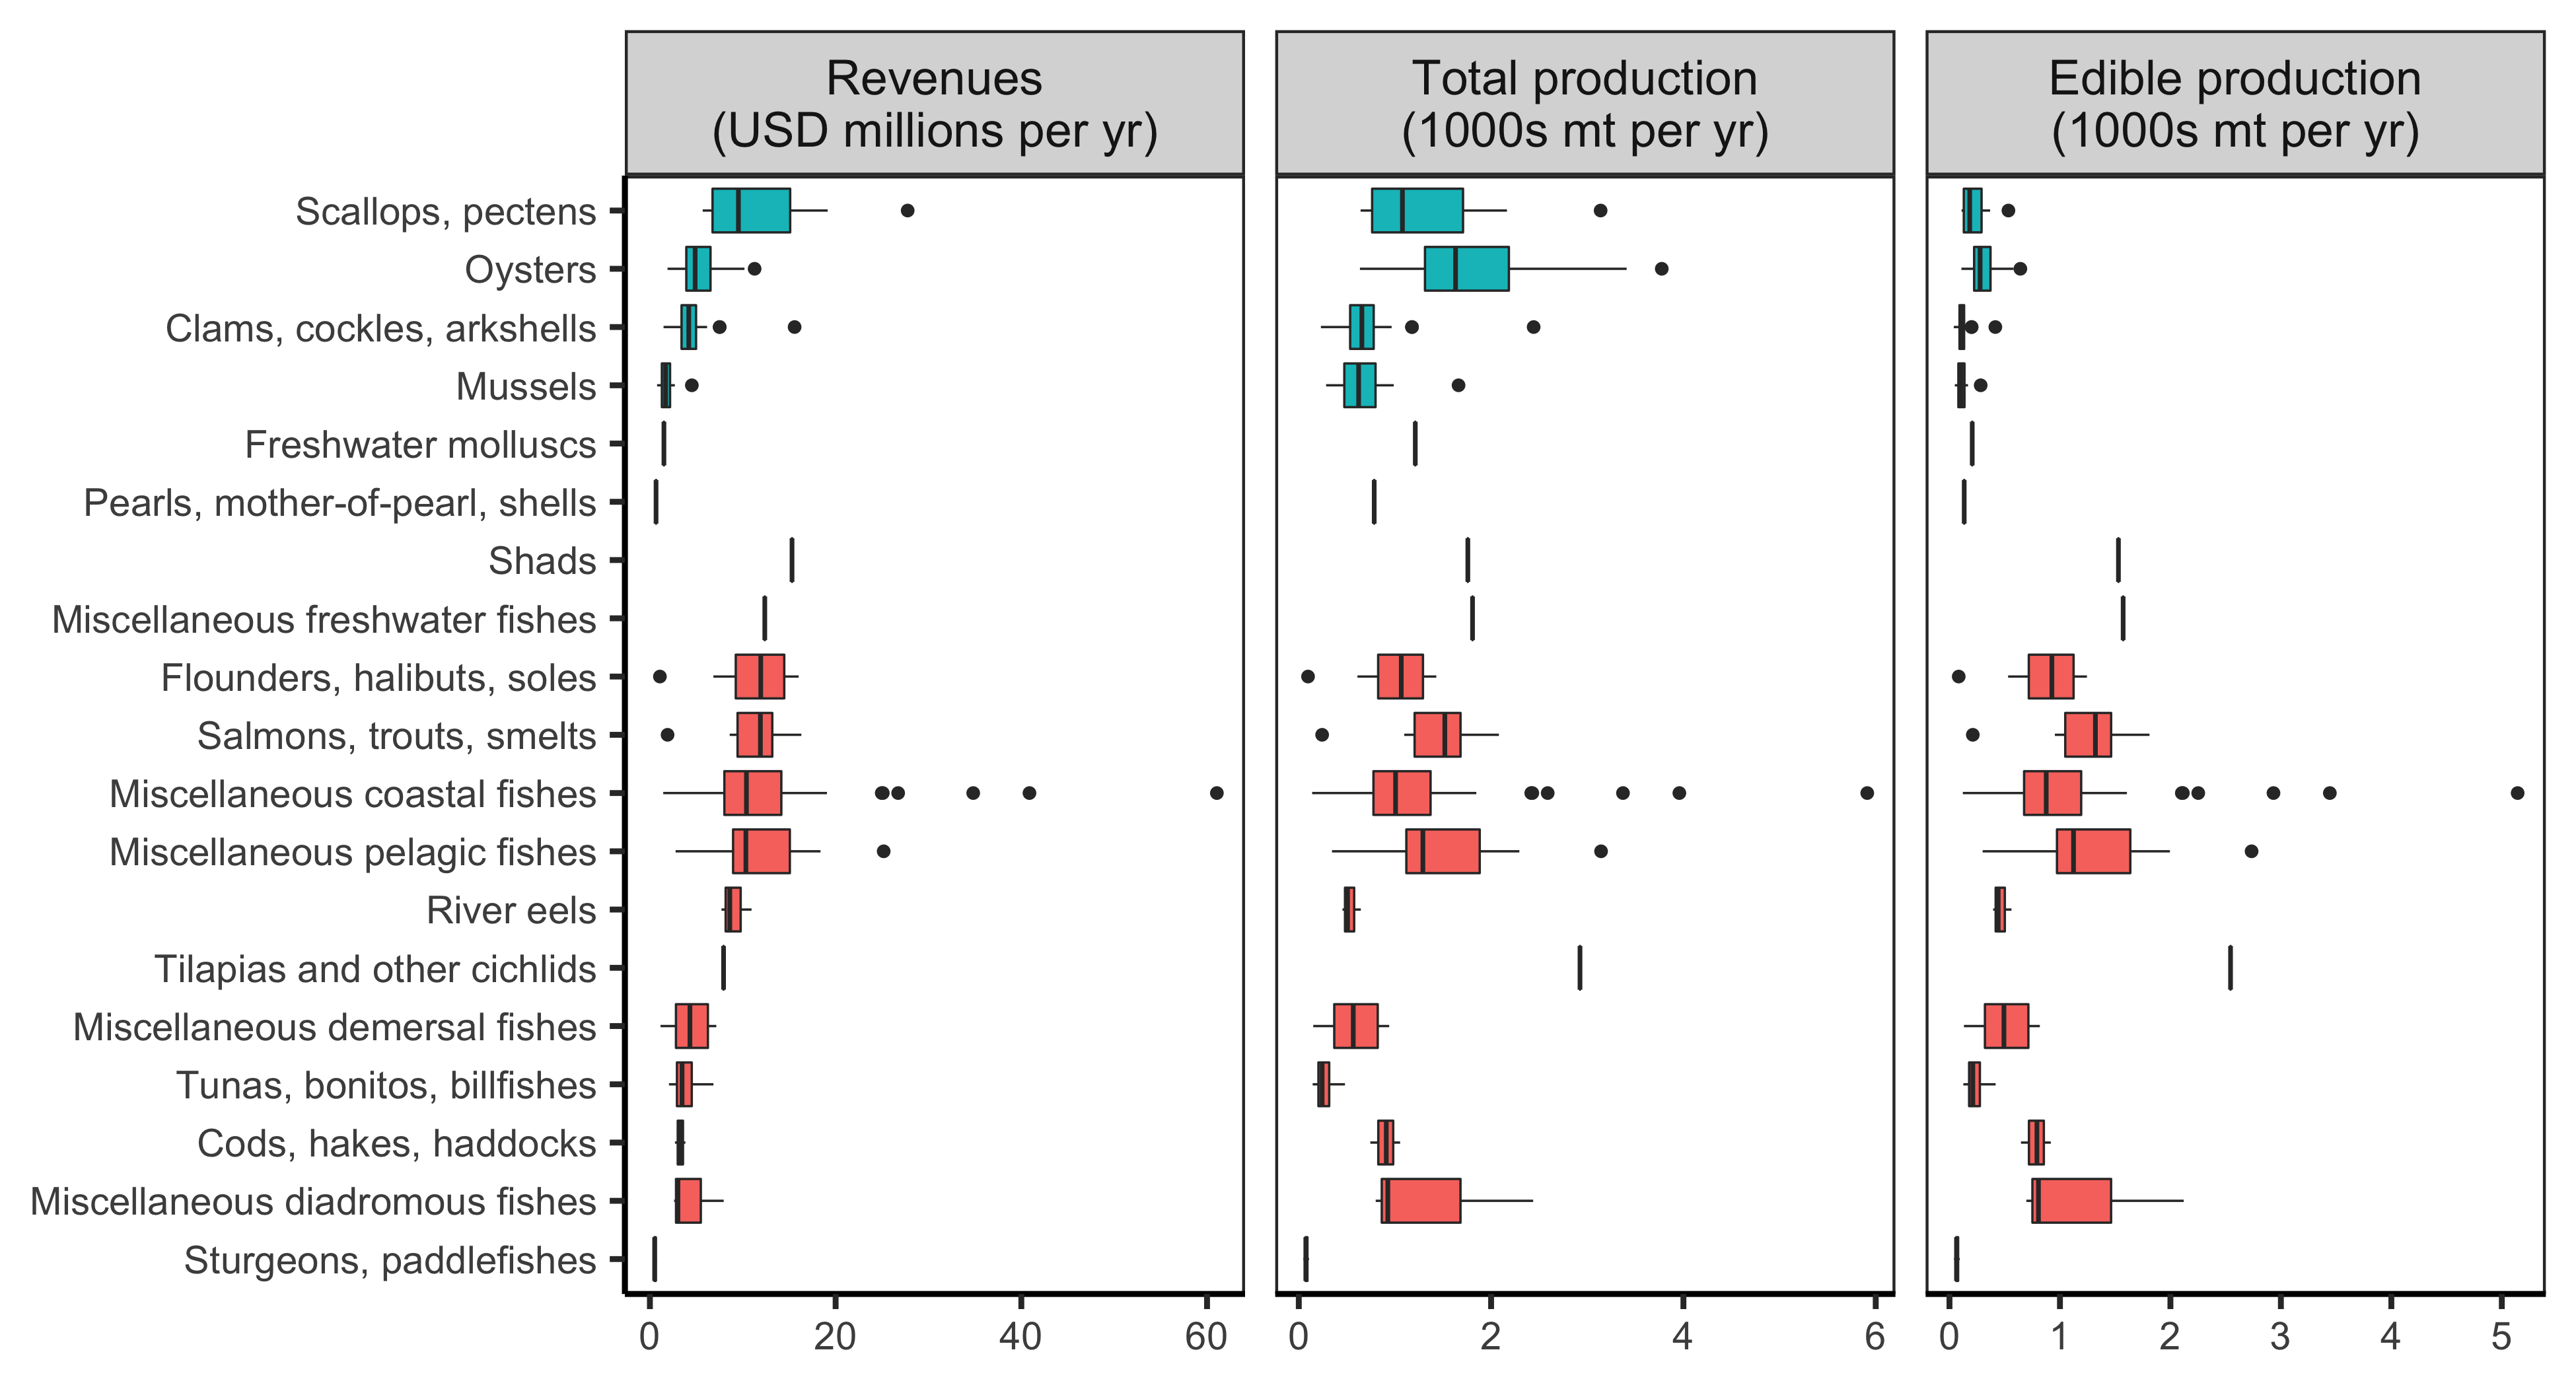 Revenues
(USD millions per yr)
Total production
(1000s mt per yr)
Edible production
(1000s mt per yr)
Scallops, pectens
Oysters
Clams, cockles, arkshells
Mussels
Freshwater molluscs
Pearls, mother-of-pearl, shells
Shads
Miscellaneous freshwater fishes
Flounders, halibuts, soles
Salmons, trouts, smelts
Miscellaneous coastal fishes
Miscellaneous pelagic fishes
River eels
Tilapias and other cichlids
Miscellaneous demersal fishes
Tunas, bonitos, billfishes
Cods, hakes, haddocks
Miscellaneous diadromous fishes
Sturgeons, paddlefishes
0 20 40 60
0 2 4 6
0 1 2 3 4 5